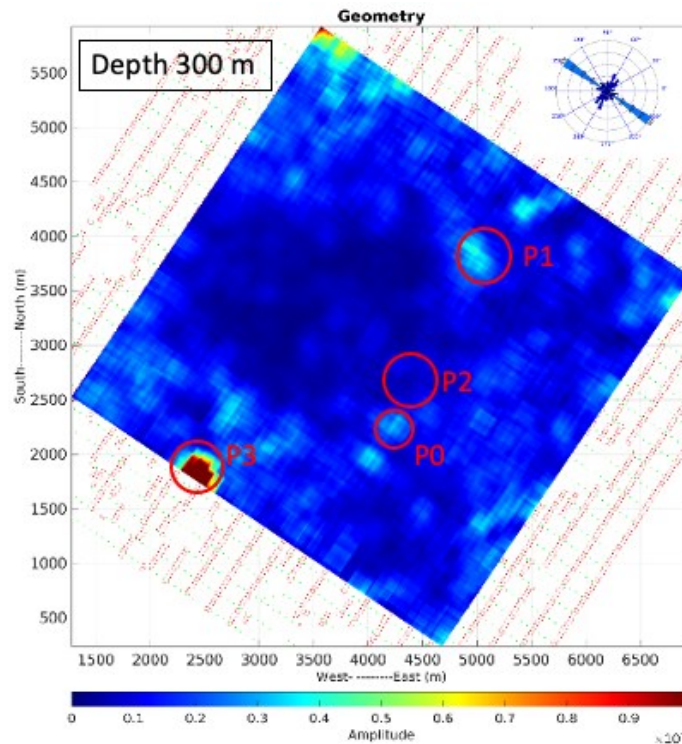 Geometry
Depth 300 m
5500
5000
4500
4000
3500
3000
2500
2000
1500
1000
500
South---------North (m)
P1
P2
P0
P3
1500 2000 2500 3000 3500 4000 4500 5000 5500 6000 6500
West- --------East (m)
0 0.1 0.2 0.3 0.4 0.5 0.6 0.7 0.8 0.9
Amplitude